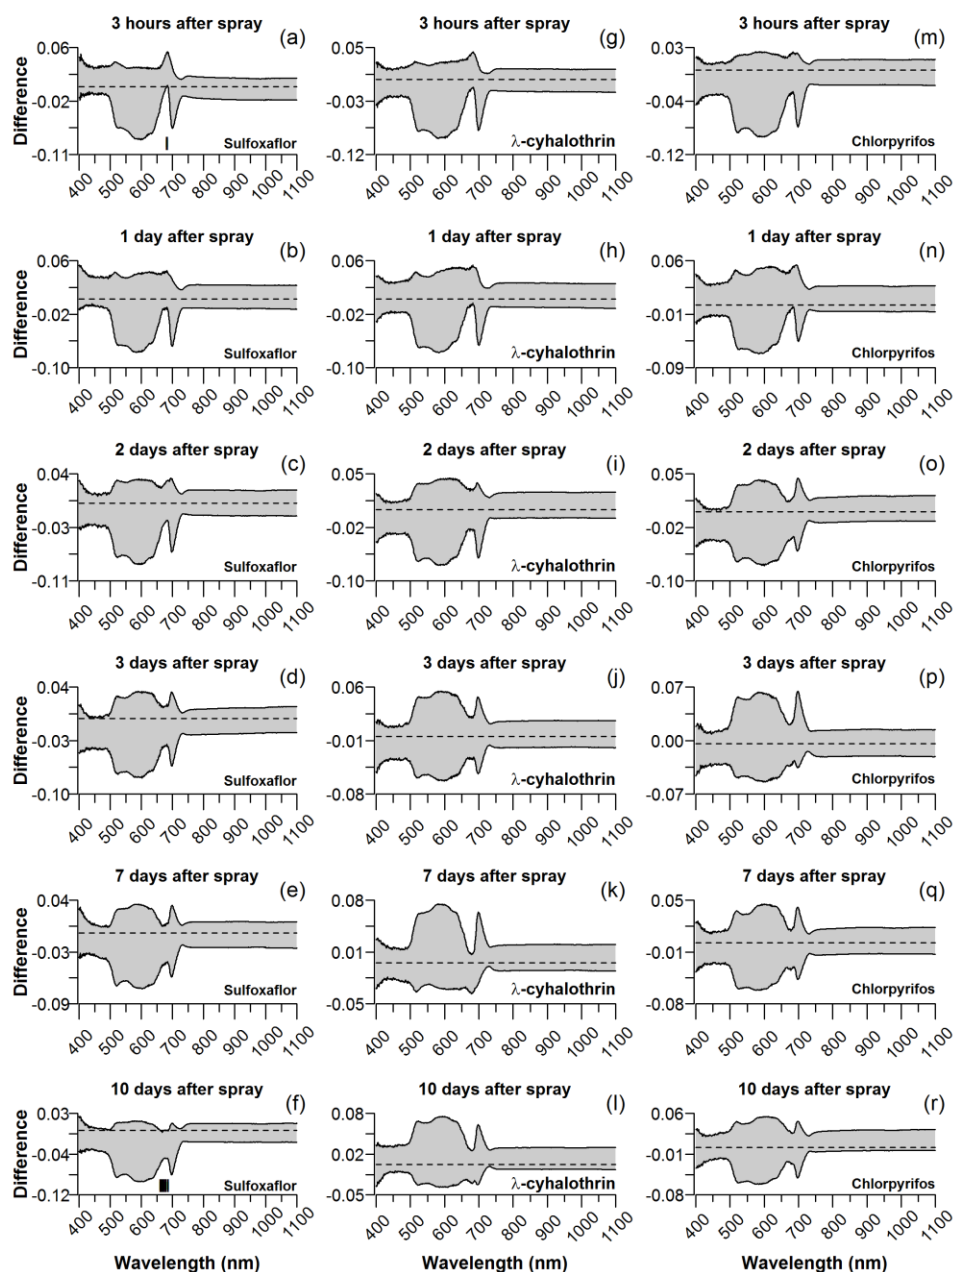 3 hours after spray (a) 3 hours after spray (g) 3 hours after spray (m)
0.06 0.05 0.03
Difference
-0.02 -0.03 -0.04
-0.11 Sulfoxaflor -0.12 λ-cyhalothrin -0.12 Chlorpyrifos
400 500 600 700 800 900 1000 1100 400 500 600 700 800 900 1000 1100 400 500 600 700 800 900 1000 1100
1 day after spray (b) 1 day after spray (h) 1 day after spray (n)
0.06 0.06 0.06
Difference
-0.02 -0.02 -0.01
-0.10 Sulfoxaflor -0.10 λ-cyhalothrin -0.09 Chlorpyrifos
400 500 600 700 800 900 1000 1100 400 500 600 700 800 900 1000 1100 400 500 600 700 800 900 1000 1100
2 days after spray (c) 2 days after spray (i) 2 days after spray (o)
0.04 0.05 0.05
Difference
-0.03 -0.02 -0.02
-0.11 Sulfoxaflor -0.10 λ-cyhalothrin -0.10 Chlorpyrifos
400 500 600 700 800 900 1000 1100 400 500 600 700 800 900 1000 1100 400 500 600 700 800 900 1000 1100
3 days after spray (d) 3 days after spray (j) 3 days after spray (p)
0.04 0.06 0.07
Difference
-0.03 -0.01 0.00
-0.10 Sulfoxaflor -0.08 λ-cyhalothrin -0.07 Chlorpyrifos
400 500 600 700 800 900 1000 1100 400 500 600 700 800 900 1000 1100 400 500 600 700 800 900 1000 1100
7 days after spray (e) 7 days after spray (k) 7 days after spray (q)
0.04 0.08 0.05
Difference
-0.03 0.01 -0.01
-0.09 Sulfoxaflor -0.05 λ-cyhalothrin -0.08 Chlorpyrifos
400 500 600 700 800 900 1000 1100 400 500 600 700 800 900 1000 1100 400 500 600 700 800 900 1000 1100
10 days after spray (f) 10 days after spray (l) 10 days after spray (r)
0.03 0.08 0.06
Difference
-0.04 0.02 -0.01
-0.12 Sulfoxaflor -0.05 λ-cyhalothrin -0.08 Chlorpyrifos
400 500 600 700 800 900 1000 1100 400 500 600 700 800 900 1000 1100 400 500 600 700 800 900 1000 1100
Wavelength (nm) Wavelength (nm) Wavelength (nm)